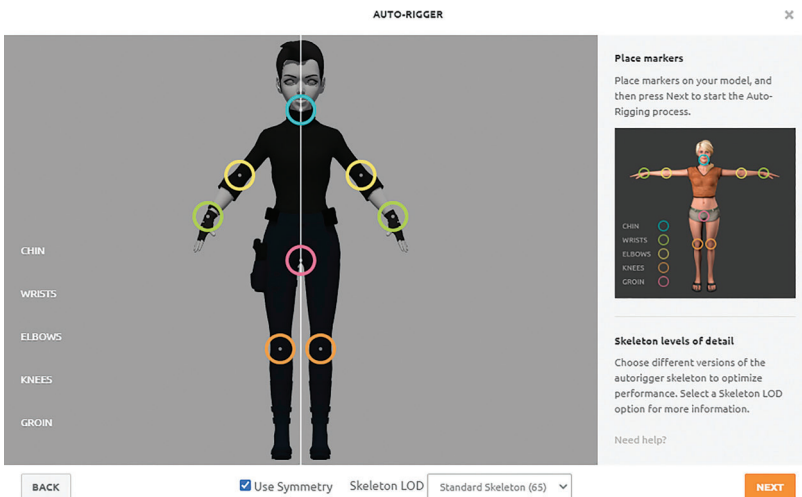 AUTO-RIGGER
×
Place markers
Place markers on your model, and
then press Next to start the Auto-
Rigging process.
CHIN
WRISTS
ELBOWS
KNEES
GROIN
CHIN
WRISTS
ELBOWS
KNEES
GROIN
Skeleton levels of detail
Choose different versions of the
autorigger skeleton to optimize
performance. Select a Skeleton LOD
option for more information.
Need help?
BACK
Use Symmetry
Skeleton LOD
Standard Skeleton (65)
NEXT